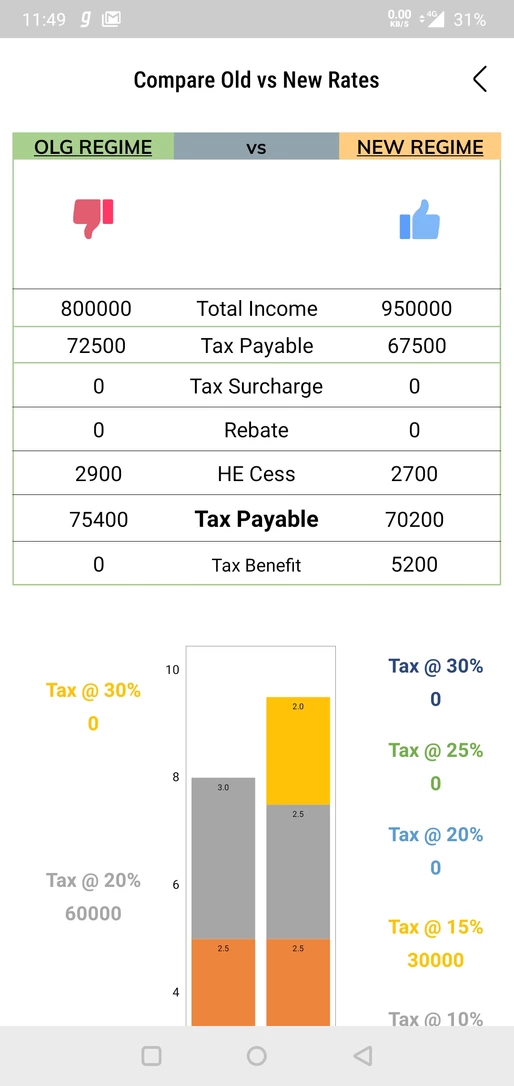 11:49 g M 0.00 KB/S 4G 31%
Compare Old vs New Rates
OLG REGIME vs NEW REGIME
800000 Total Income 950000
72500 Tax Payable 67500
0 Tax Surcharge 0
0 Rebate 0
2900 HE Cess 2700
75400 Tax Payable 70200
0 Tax Benefit 5200
Tax @ 30%
0
Tax @ 20%
60000
10
8
6
4
3.0
2.5
2.0
2.5
2.5
Tax @ 30%
0
Tax @ 25%
0
Tax @ 20%
0
Tax @ 15%
30000
Tax @ 10%